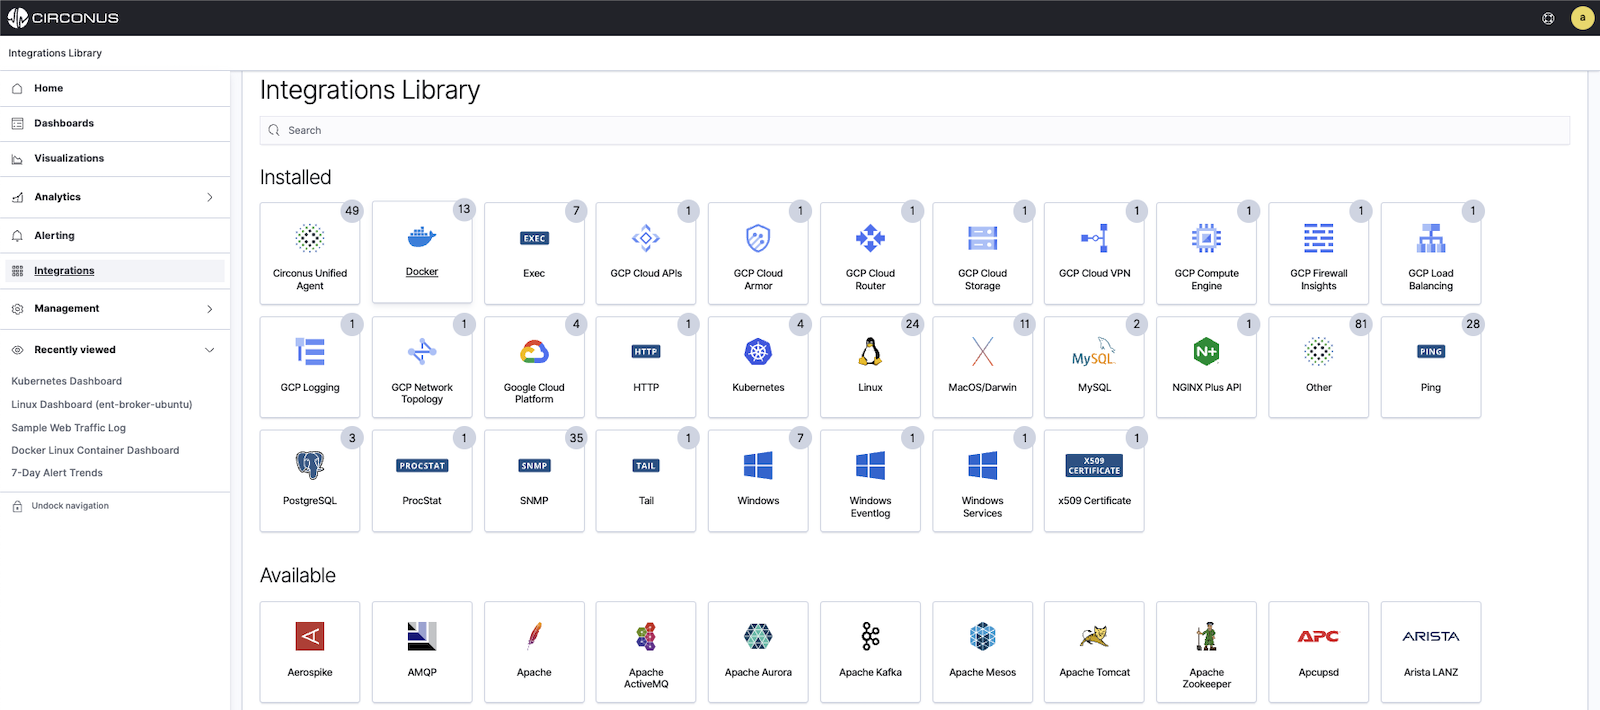 CIRCONUS
a
Integrations Library
Home
Dashboards
Visualizations
Analytics
Alerting
Integrations
Management
Recently viewed
Kubernetes Dashboard
Linux Dashboard (ent-broker-ubuntu)
Sample Web Traffic Log
Docker Linux Container Dashboard
7-Day Alert Trends
Undock navigation
Integrations Library
Search
Installed
49
Circonus Unified
Agent
13
Docker
7
EXEC
Exec
1
GCP Cloud APIs
1
GCP Cloud
Armor
1
GCP Cloud
Router
1
GCP Cloud
Storage
1
GCP Cloud VPN
1
GCP Compute
Engine
1
GCP Firewall
Insights
1
GCP Load
Balancing
1
GCP Logging
1
GCP Network
Topology
4
Google Cloud
Platform
1
HTTP
HTTP
4
Kubernetes
24
Linux
11
MacOS/Darwin
2
MySQL
MySQL
1
N+
NGINX Plus API
81
Other
28
PING
Ping
3
PostgreSQL
1
PROCSTAT
ProcStat
35
SNMP
SNMP
1
TAIL
Tail
7
Windows
1
Windows
Eventlog
1
Windows
Services
1
X509
CERTIFICATE
x509 Certificate
Available
Aerospike
AMQP
Apache
Apache
ActiveMQ
Apache Aurora
Apache Kafka
Apache Mesos
Apache Tomcat
Apache
Zookeeper
APC
Apcupsd
ARISTA
Arista LANZ